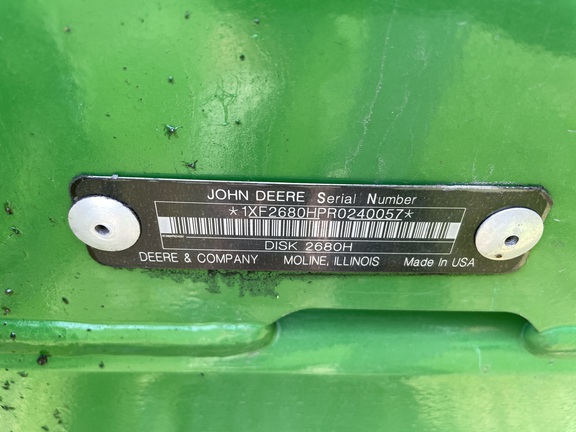 JOHN DEERE Serial Number
*1XF2680HPR0240057*
DISK 2680H
DEERE & COMPANY MOLINE, ILLINOIS Made In USA